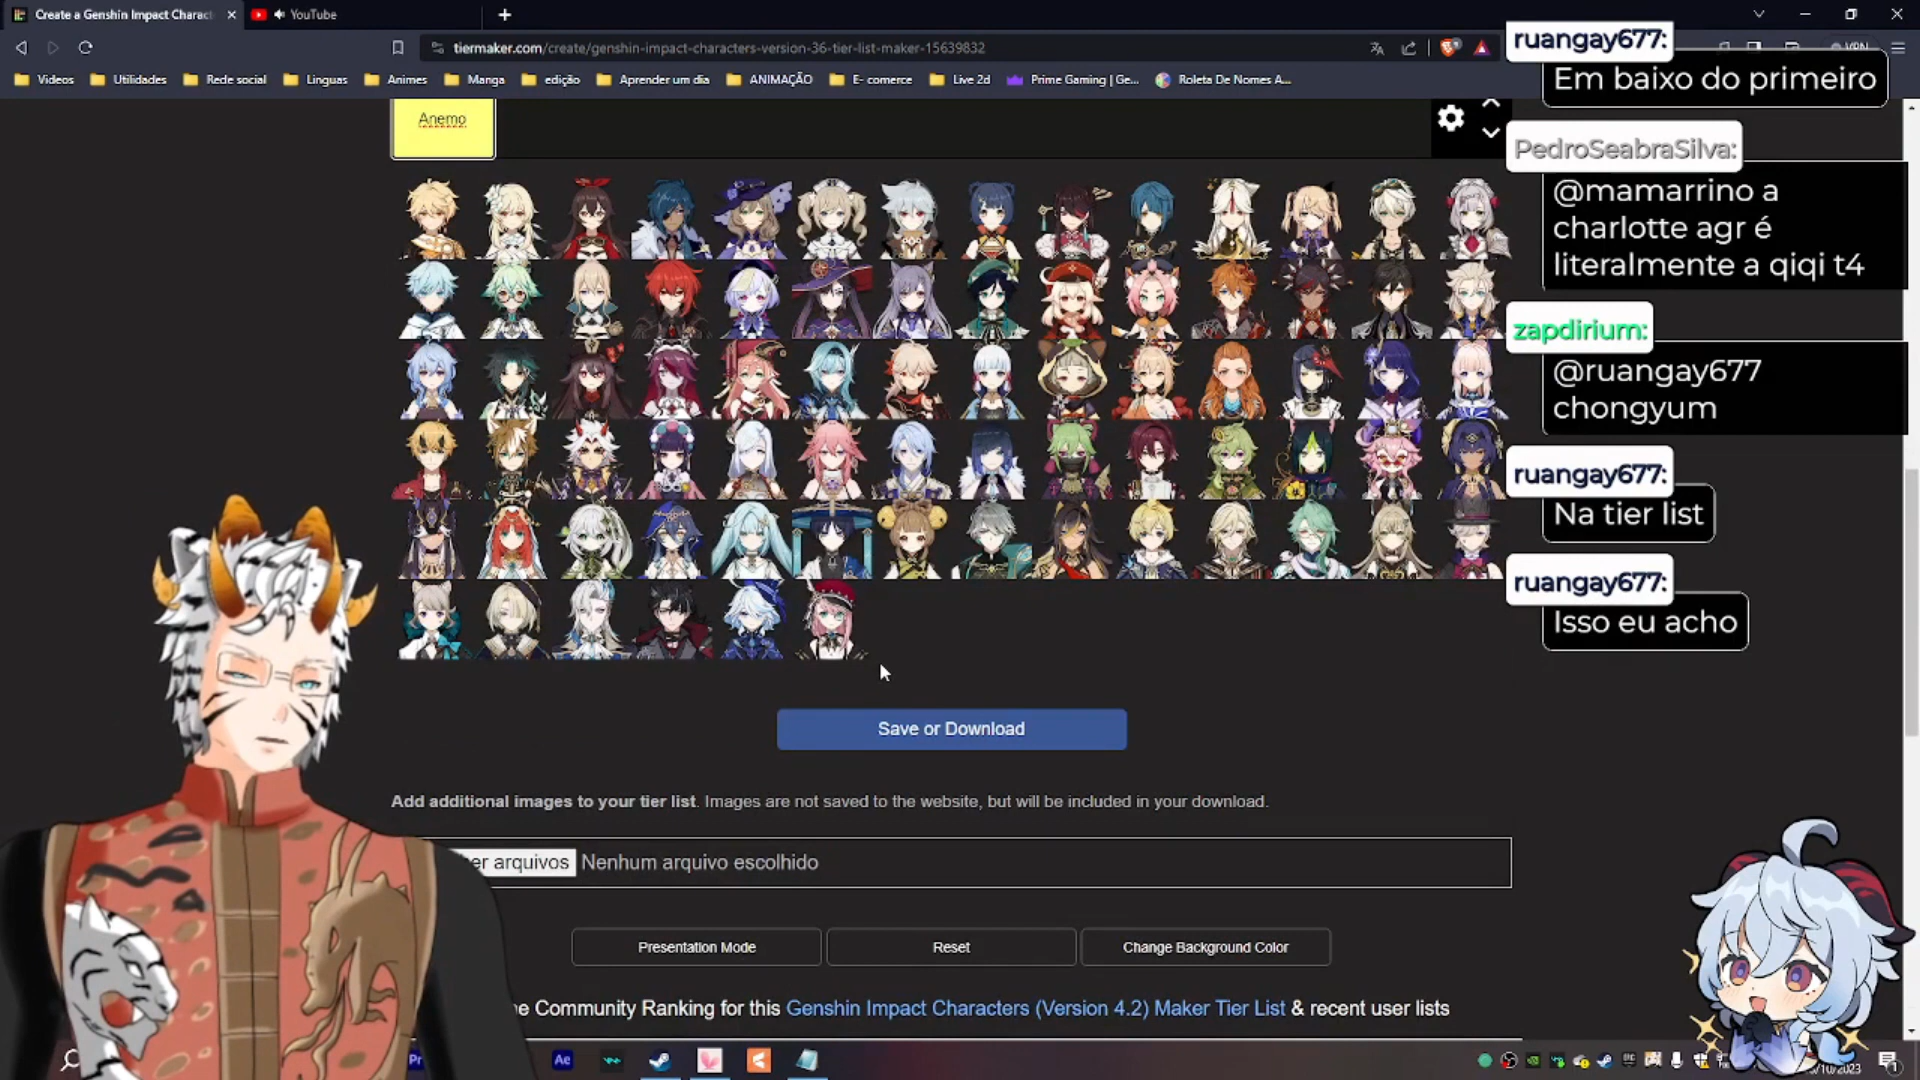 Create a Genshin Impact Charact
YouTube
tiermaker.com/create/genshin-impact-characters-version-36-tier-list-maker-15639832
VPN
Videos
Utilidades
Rede social
Linguas
Animes
Manga
edição
Aprender um dia
ANIMAÇÃO
E- comerce
Live 2d
Prime Gaming | Ge...
Roleta De Nomes A...
Anemo
ruangay677:
Em baixo do primeiro
PedroSeabraSilva:
@mamarrino a
charlotte agr é
literalmente a qiqi t4
zapdirium:
@ruangay677
chongyum
ruangay677:
Na tier list
ruangay677:
Isso eu acho
Save or Download
Add additional images to your tier list. Images are not saved to the website, but will be included in your download.
er arquivos Nenhum arquivo escolhido
Presentation Mode
Reset
Change Background Color
e Community Ranking for this Genshin Impact Characters (Version 4.2) Maker Tier List & recent user lists
Pr
Ae
/10/2023